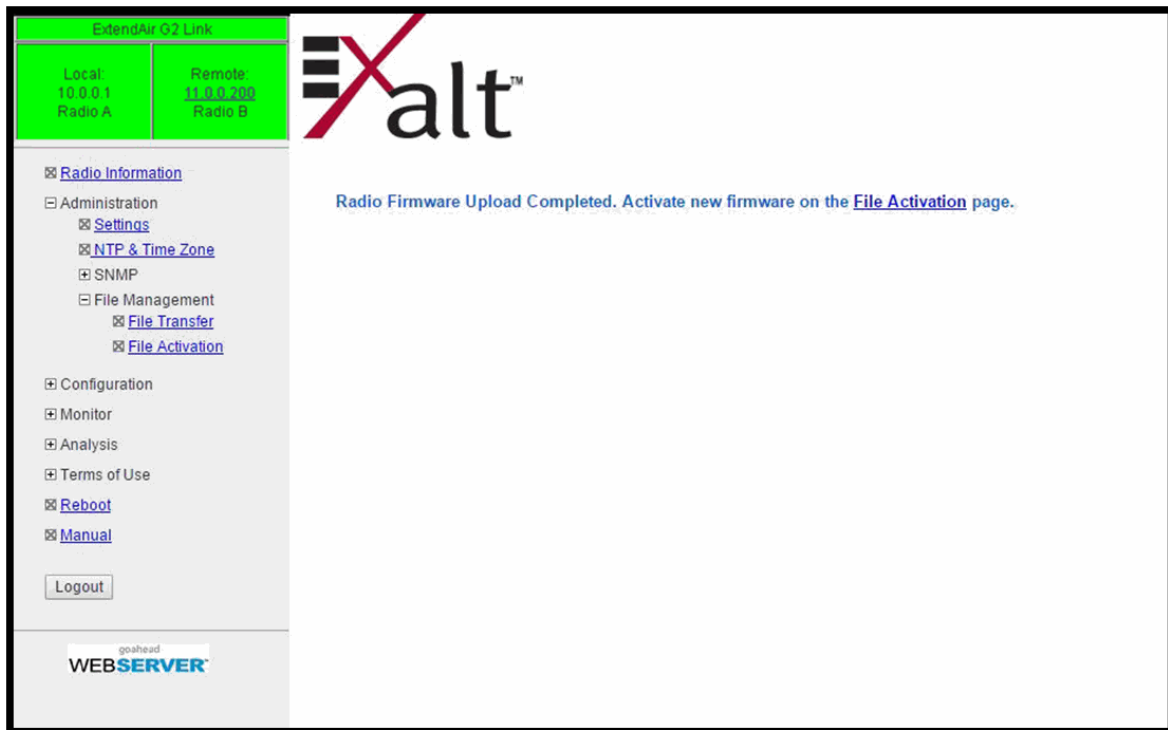 ExtendAir G2 Link
Local:
10.0.0.1
Radio A
Remote:
11.0.0.200
Radio B
Radio Information
Administration
Settings
NTP & Time Zone
SNMP
File Management
File Transfer
File Activation
Configuration
Monitor
Analysis
Terms of Use
Reboot
Manual
Logout
goahead
WEBSERVER
EXalt™
Radio Firmware Upload Completed. Activate new firmware on the File Activation page.